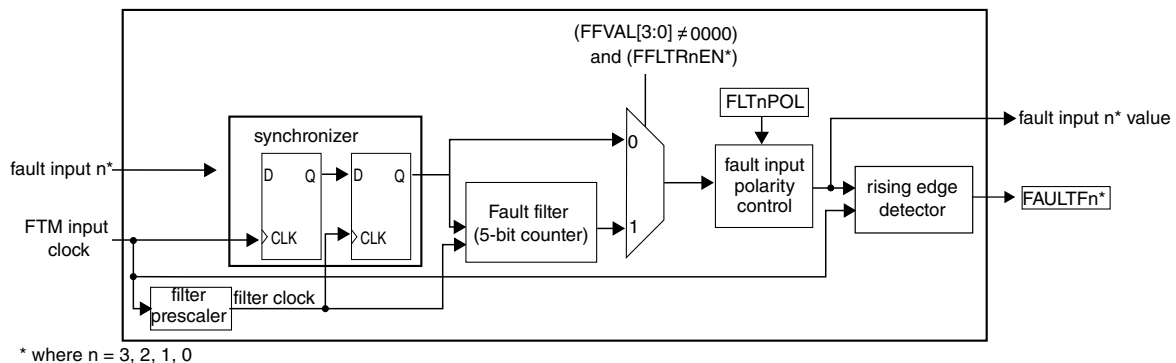 (FFVAL[3:0] ≠ 0000)
and (FFLTRnEN*)
FLTnPOL
synchronizer
fault input n*
D Q
D Q
CLK
CLK
FTM input
clock
filter
prescaler
filter clock
Fault filter
(5-bit counter)
0
1
fault input
polarity
control
rising edge
detector
fault input n* value
FAULTFn*
* where n = 3, 2, 1, 0